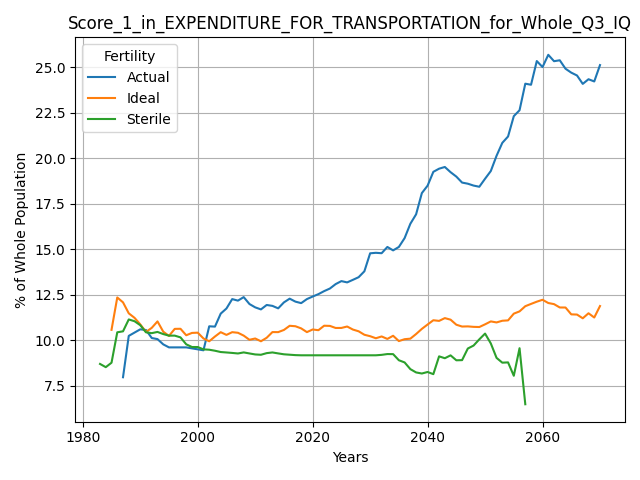 Score_1_in_EXPENDITURE_FOR_TRANSPORTATION_for_Whole_Q3_IQ
Fertility
Actual
Ideal
Sterile
% of Whole Population
25.0
22.5
20.0
17.5
15.0
12.5
10.0
7.5
1980
2000
2020
2040
2060
Years